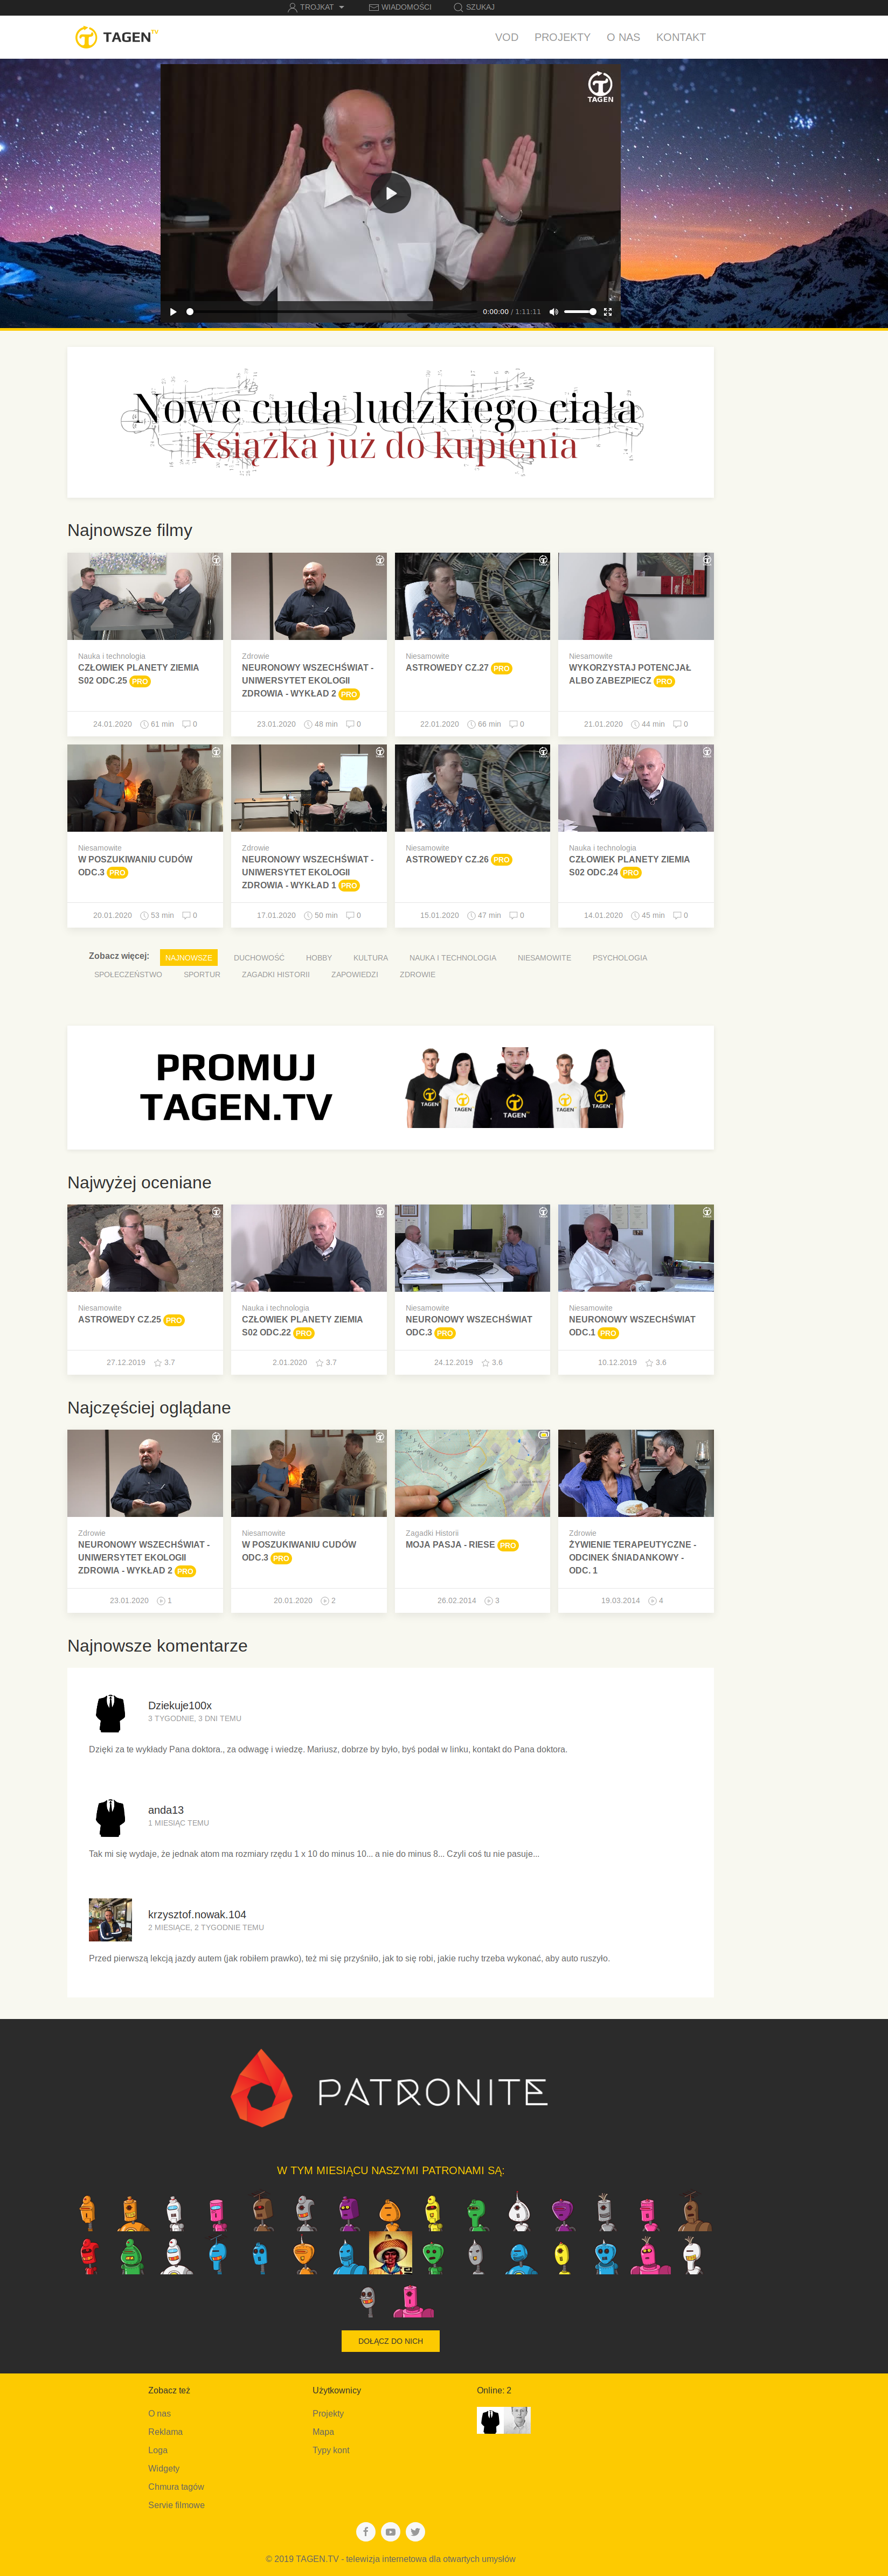 TROJKAT WIADOMOŚCI SZUKAJ
TAGEN TV VOD PROJEKTY O NAS KONTAKT
TAGEN
0:00:00 / 1:11:11
Nowe cuda ludzkiego ciała
Książka już do kupienia
Najnowsze filmy
Nauka i technologia
CZŁOWIEK PLANETY ZIEMIA
S02 ODC.25 PRO
24.01.2020 61 min 0
Zdrowie
NEURONOWY WSZECHŚWIAT -
UNIWERSYTET EKOLOGII
ZDROWIA - WYKŁAD 2 PRO
23.01.2020 48 min 0
Niesamowite
ASTROWEDY CZ.27 PRO
22.01.2020 66 min 0
Niesamowite
WYKORZYSTAJ POTENCJAŁ
ALBO ZABEZPIECZ PRO
21.01.2020 44 min 0
Niesamowite
W POSZUKIWANIU CUDÓW
ODC.3 PRO
20.01.2020 53 min 0
Zdrowie
NEURONOWY WSZECHŚWIAT -
UNIWERSYTET EKOLOGII
ZDROWIA - WYKŁAD 1 PRO
17.01.2020 50 min 0
Niesamowite
ASTROWEDY CZ.26 PRO
15.01.2020 47 min 0
Nauka i technologia
CZŁOWIEK PLANETY ZIEMIA
S02 ODC.24 PRO
14.01.2020 45 min 0
Zobacz więcej: NAJNOWSZE DUCHOWOŚĆ HOBBY KULTURA NAUKA I TECHNOLOGIA NIESAMOWITE PSYCHOLOGIA
SPOŁECZEŃSTWO SPORTUR ZAGADKI HISTORII ZAPOWIEDZI ZDROWIE
PROMUJ
TAGEN.TV
TAGEN TAGEN TAGEN TAGEN TAGEN
Najwyżej oceniane
Niesamowite
ASTROWEDY CZ.25 PRO
27.12.2019 3.7
Nauka i technologia
CZŁOWIEK PLANETY ZIEMIA
S02 ODC.22 PRO
2.01.2020 3.7
Niesamowite
NEURONOWY WSZECHŚWIAT
ODC.3 PRO
24.12.2019 3.6
Niesamowite
NEURONOWY WSZECHŚWIAT
ODC.1 PRO
10.12.2019 3.6
Najczęściej oglądane
Zdrowie
NEURONOWY WSZECHŚWIAT -
UNIWERSYTET EKOLOGII
ZDROWIA - WYKŁAD 2 PRO
23.01.2020 1
Niesamowite
W POSZUKIWANIU CUDÓW
ODC.3 PRO
20.01.2020 2
Zagadki Historii
MOJA PASJA - RIESE PRO
26.02.2014 3
Zdrowie
ŻYWIENIE TERAPEUTYCZNE -
ODCINEK ŚNIADANKOWY -
ODC. 1
19.03.2014 4
Najnowsze komentarze
Dziekuje100x
3 TYGODNIE, 3 DNI TEMU
Dzięki za te wykłady Pana doktora., za odwagę i wiedzę. Mariusz, dobrze by było, byś podał w linku, kontakt do Pana doktora.
anda13
1 MIESIĄC TEMU
Tak mi się wydaje, że jednak atom ma rozmiary rzędu 1 x 10 do minus 10... a nie do minus 8... Czyli coś tu nie pasuje...
krzysztof.nowak.104
2 MIESIĄCE, 2 TYGODNIE TEMU
Przed pierwszą lekcją jazdy autem (jak robiłem prawko), też mi się przyśniło, jak to się robi, jakie ruchy trzeba wykonać, aby auto ruszyło.
PATRONITE
W TYM MIESIĄCU NASZYMI PATRONAMI SĄ:
DOŁĄCZ DO NICH
Zobacz też
O nas
Reklama
Loga
Widgety
Chmura tagów
Servie filmowe
Użytkownicy
Projekty
Mapa
Typy kont
Online: 2
© 2019 TAGEN.TV - telewizja internetowa dla otwartych umysłów